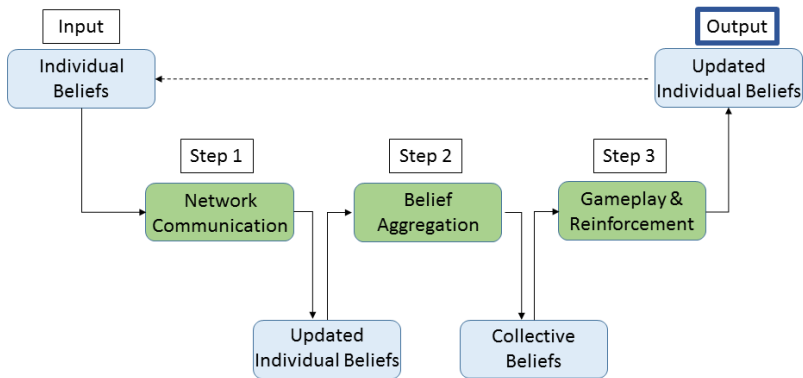 Input
Output
Individual
Beliefs
Updated
Individual Beliefs
Step 1
Step 2
Step 3
Network
Communication
Belief
Aggregation
Gameplay &
Reinforcement
Updated
Individual Beliefs
Collective
Beliefs